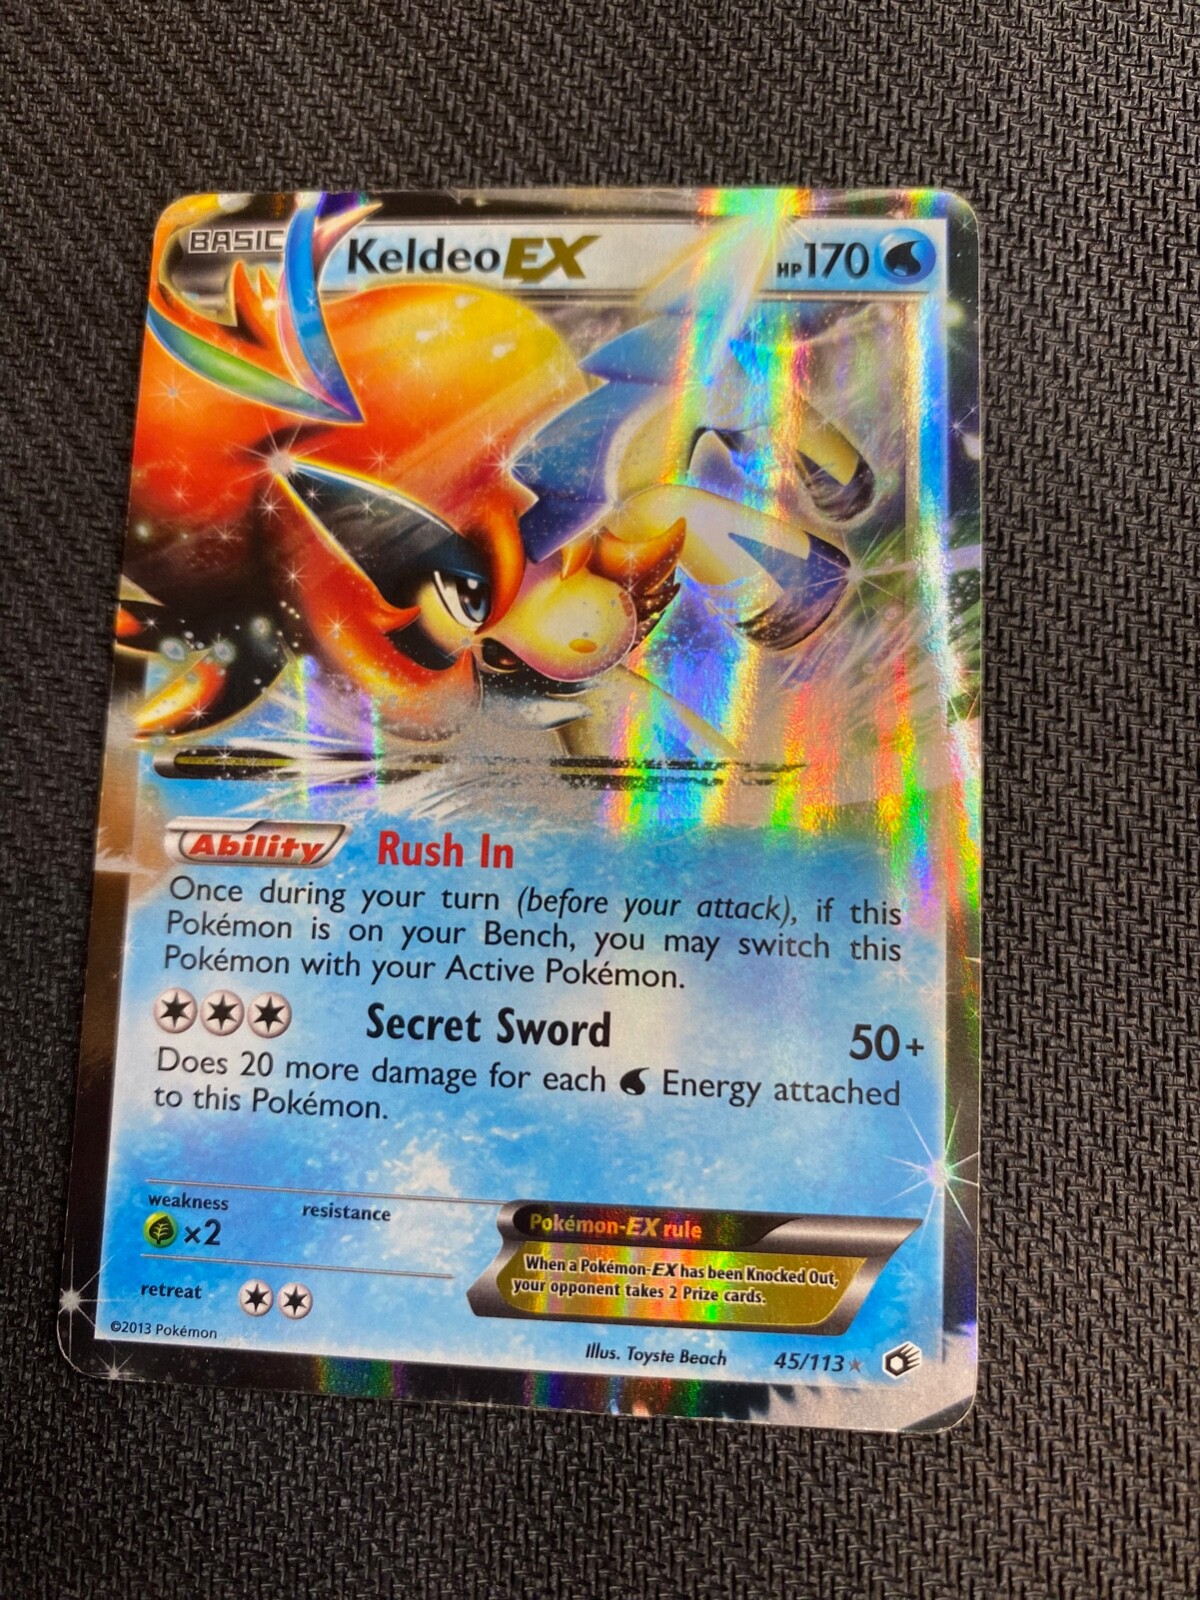 BASIC Keldeo EX HP 170
Ability Rush In
Once during your turn (before your attack), if this
Pokémon is on your Bench, you may switch this
Pokémon with your Active Pokémon.
Secret Sword 50+
Does 20 more damage for each Energy attached
to this Pokémon.
weakness resistance
×2
Pokémon-EX rule
When a Pokémon-EX has been Knocked Out,
your opponent takes 2 Prize cards.
retreat
©2013 Pokémon
Illus. Toyste Beach 45/113